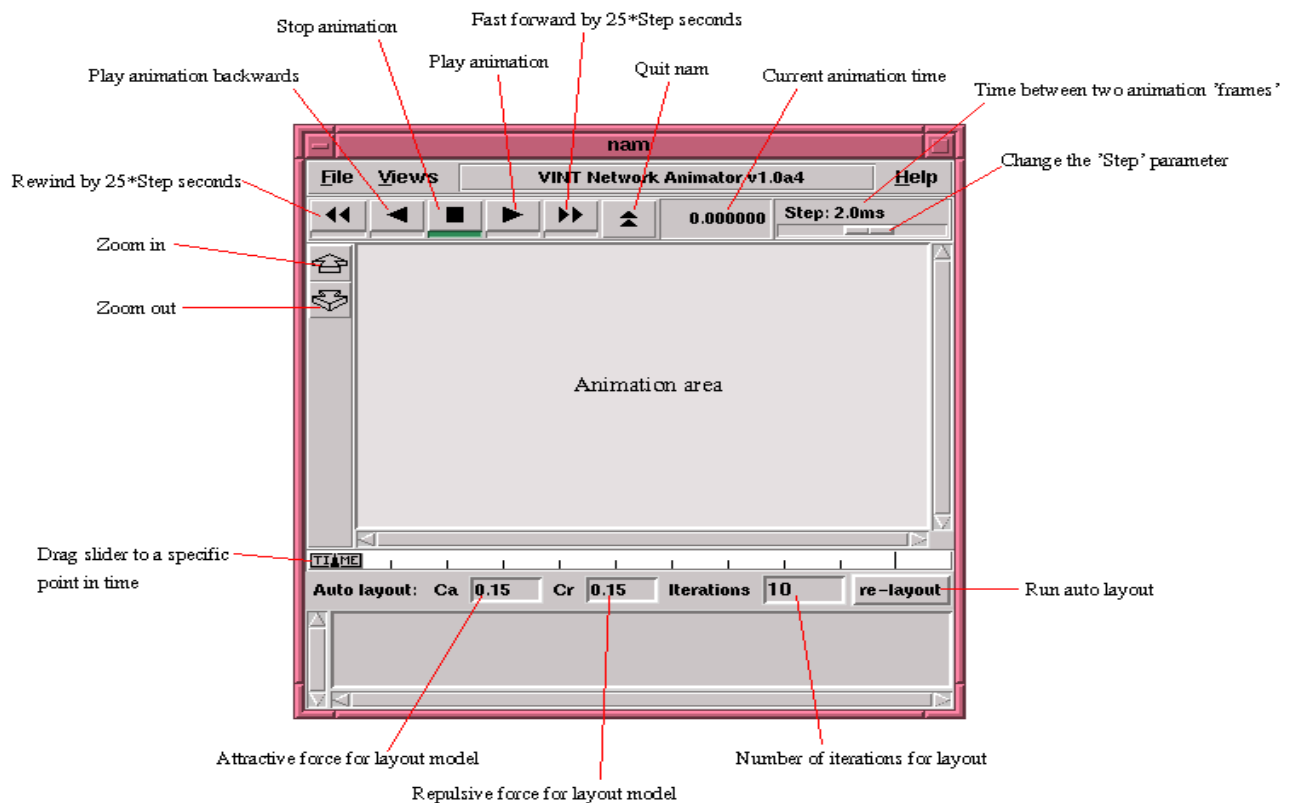 Fast forward by 25*Step seconds
Stop animation
Play animation
Quit nam
Play animation backwards
Current animation time
Time between two animation 'frames'
Change the 'Step' parameter
nam
File Views VINT Network Animator v1.0a4 Help
Rewind by 25*Step seconds
0.000000 Step: 2.0ms
Zoom in
Zoom out
Animation area
Drag slider to a specific
point in time
TIME
Auto layout: Ca 0.15 Cr 0.15 Iterations 10 re-layout
Run auto layout
Attractive force for layout model
Number of iterations for layout
Repulsive force for layout model